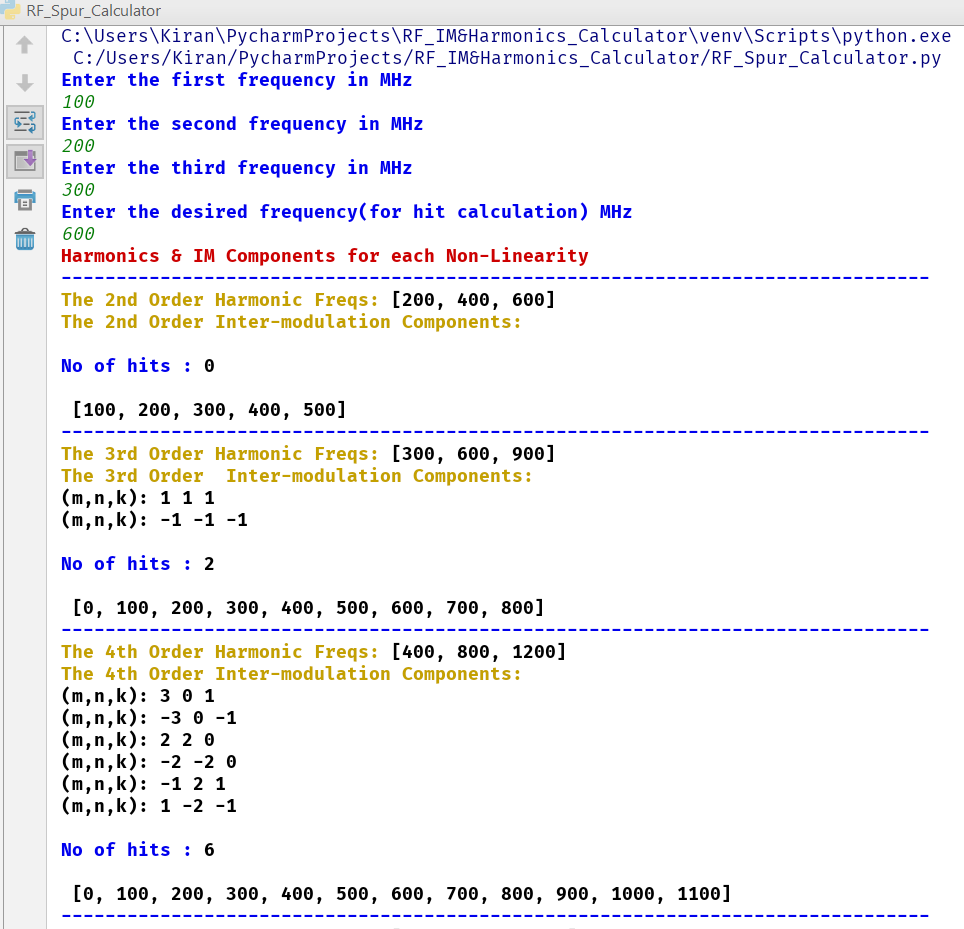 RF_Spur_Calculator
C:\Users\Kiran\PycharmProjects\RF_IM&Harmonics_Calculator\venv\Scripts\python.exe
C:/Users/Kiran/PycharmProjects/RF_IM&Harmonics_Calculator/RF_Spur_Calculator.py
Enter the first frequency in MHz
100
Enter the second frequency in MHz
200
Enter the third frequency in MHz
300
Enter the desired frequency(for hit calculation) MHz
600
Harmonics & IM Components for each Non-Linearity
-------------------------------------------------------------------------------
The 2nd Order Harmonic Freqs: [200, 400, 600]
The 2nd Order Inter-modulation Components:
No of hits : 0
[100, 200, 300, 400, 500]
-------------------------------------------------------------------------------
The 3rd Order Harmonic Freqs: [300, 600, 900]
The 3rd Order  Inter-modulation Components:
(m,n,k): 1 1 1
(m,n,k): -1 -1 -1
No of hits : 2
[0, 100, 200, 300, 400, 500, 600, 700, 800]
-------------------------------------------------------------------------------
The 4th Order Harmonic Freqs: [400, 800, 1200]
The 4th Order Inter-modulation Components:
(m,n,k): 3 0 1
(m,n,k): -3 0 -1
(m,n,k): 2 2 0
(m,n,k): -2 -2 0
(m,n,k): -1 2 1
(m,n,k): 1 -2 -1
No of hits : 6
[0, 100, 200, 300, 400, 500, 600, 700, 800, 900, 1000, 1100]
-------------------------------------------------------------------------------